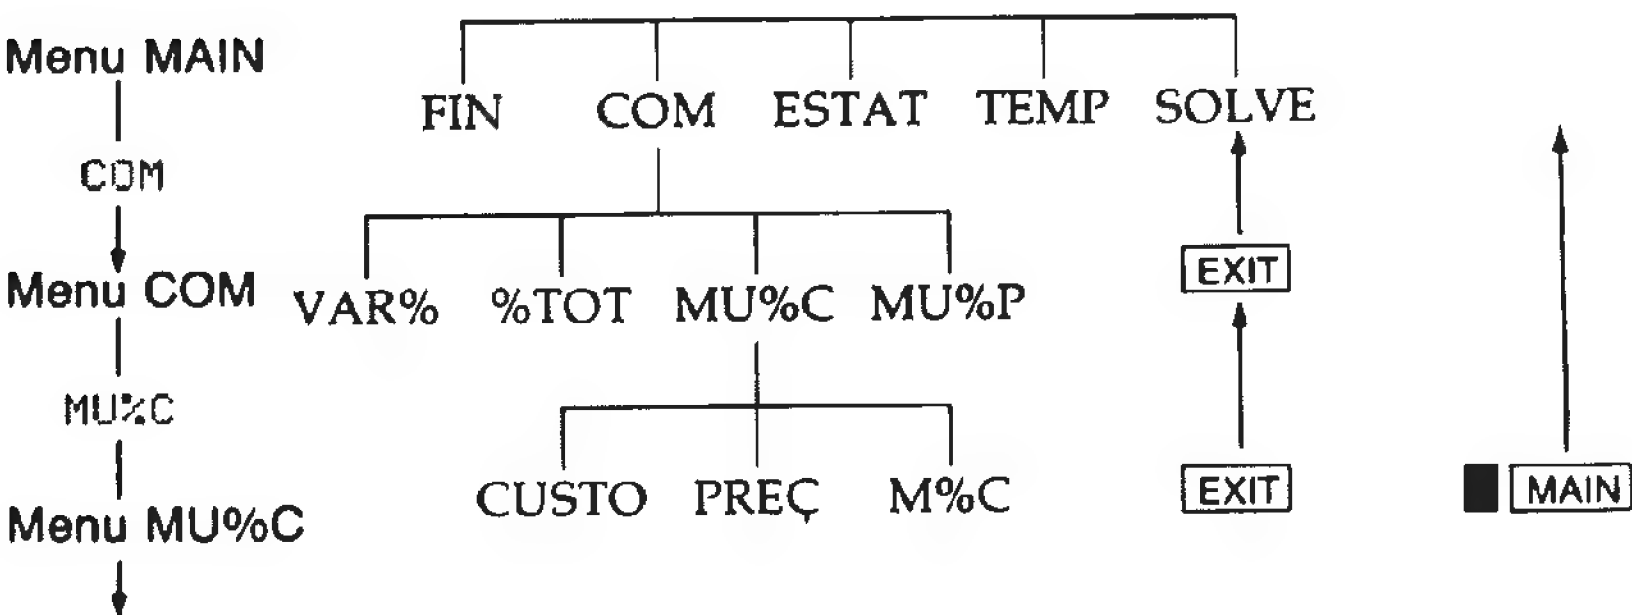 Menu MAIN
FIN COM ESTAT TEMP SOLVE
COM
EXIT
Menu COM VAR% %TOT MU%C MU%P
MU%C
CUSTO PREÇ M%C EXIT MAIN
Menu MU%C